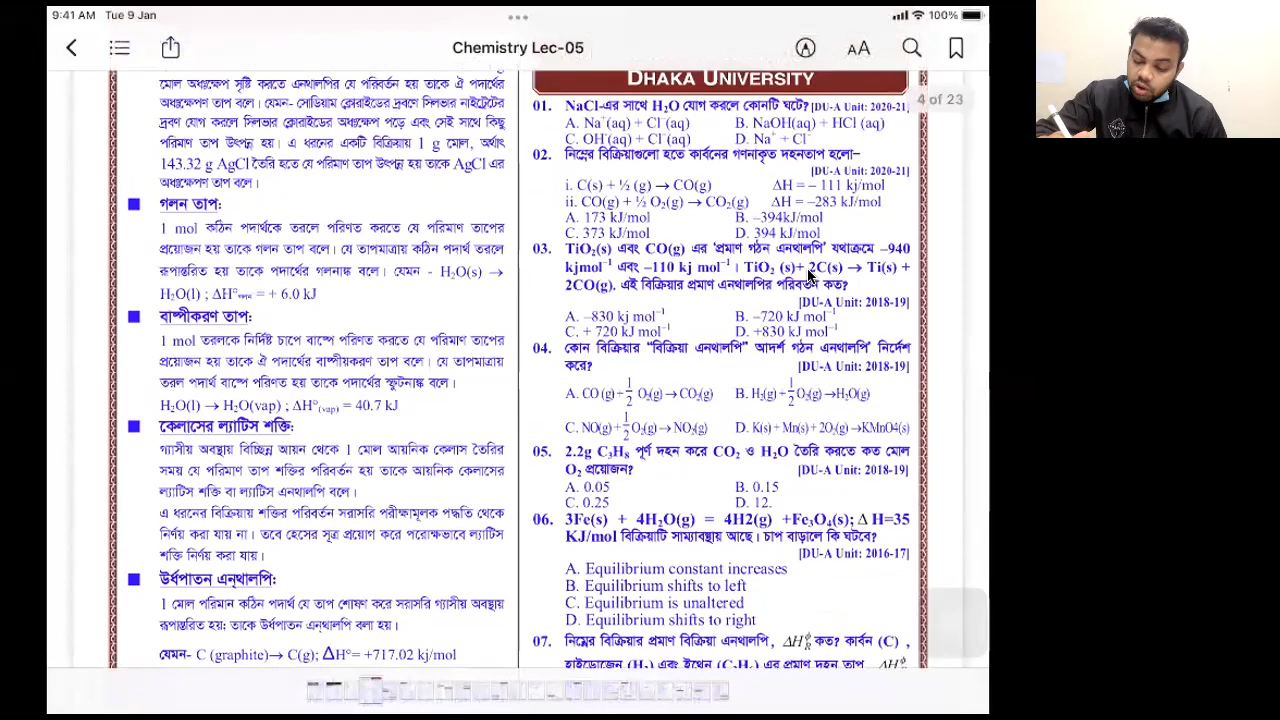 9:41 AM Tue 9 Jan
100%
Chemistry Lec-05
মোল অধঃক্ষেপ সৃষ্টি করতে এনথালপির যে পরিবর্তন হয় তাকে ঐ পদার্থের
অধঃক্ষেপণ তাপ বলে। যেমন- সোডিয়াম ক্লোরাইডের দ্রবণে সিলভার নাইট্রেটের
দ্রবণ যোগ করলে সিলভার ক্লোরাইডের অধঃক্ষেপ পড়ে এবং সেই সাথে কিছু
পরিমাণ তাপ উৎপন্ন হয়। এ ধরনের একটি বিক্রিয়ায় 1 g মোল, অর্থাৎ
143.32 g AgCl তৈরি হতে যে পরিমাণ তাপ উৎপন্ন হয় তাকে AgCl এর
অধঃক্ষেপণ তাপ বলে।
গলন তাপ:
1 mol কঠিন পদার্থকে তরলে পরিণত করতে যে পরিমাণ তাপের
প্রয়োজন হয় তাকে গলন তাপ বলে। যে তাপমাত্রায় কঠিন পদার্থ তরলে
রূপান্তরিত হয় তাকে পদার্থের গলনাঙ্ক বলে। যেমন - H₂O(s) →
H₂O(l) ; ΔH°গলন = + 6.0 kJ
বাষ্পীকরণ তাপ:
1 mol তরলকে নির্দিষ্ট চাপে বাষ্পে পরিণত করতে যে পরিমাণ তাপের
প্রয়োজন হয় তাকে ঐ পদার্থের বাষ্পীয়করণ তাপ বলে। যে তাপমাত্রায়
তরল পদার্থ বাষ্পে পরিণত হয় তাকে পদার্থের স্ফুটনাঙ্ক বলে।
H₂O(l) → H₂O(vap) ; ΔH°(vap) = 40.7 kJ
কেলাসের ল্যাটিস শক্তি:
গ্যাসীয় অবস্থায় বিচ্ছিন্ন আয়ন থেকে 1 মোল আয়নিক কেলাস তৈরির
সময় যে পরিমাণ তাপ শক্তির পরিবর্তন হয় তাকে আয়নিক কেলাসের
ল্যাটিস শক্তি বা ল্যাটিস এনথালপি বলে।
এ ধরনের বিক্রিয়ায় শক্তির পরিবর্তন সরাসরি পরীক্ষামূলক পদ্ধতি থেকে
নির্ণয় করা যায় না। তবে হেসের সূত্র প্রয়োগ করে পরোক্ষভাবে ল্যাটিস
শক্তি নির্ণয় করা যায়।
উর্ধপাতন এন্থালপি:
1 মোল পরিমান কঠিন পদার্থ যে তাপ শোষণ করে সরাসরি গ্যাসীয় অবস্থায়
রূপান্তরিত হয়; তাকে উর্ধপাতন এন্থালপি বলা হয়।
যেমন- C (graphite)→ C(g); ΔH°= +717.02 kj/mol
DHAKA UNIVERSITY
4 of 23
01. NaCl-এর সাথে H₂O যোগ করলে কোনটি ঘটে? [DU-A Unit: 2020-21]
A. Na⁺(aq) + Cl⁻(aq) B. NaOH(aq) + HCl (aq)
C. OH⁻(aq) + Cl⁻(aq) D. Na⁺ + Cl⁻
02. নিম্নের বিক্রিয়াগুলো হতে কার্বনের গণনাকৃত দহনতাপ হলো–
[DU-A Unit: 2020-21]
i. C(s) + ½ (g) → CO(g) ΔH = – 111 kj/mol
ii. CO(g) + ½ O₂(g) → CO₂(g) ΔH = –283 kJ/mol
A. 173 kJ/mol B. –394kJ/mol
C. 373 kJ/mol D. 394 kJ/mol
03. TiO₂(s) এবং CO(g) এর 'প্রমাণ গঠন এনথালপি' যথাক্রমে –940
kjmol⁻¹ এবং –110 kj mol⁻¹ । TiO₂ (s)+ 2C(s) → Ti(s) +
2CO(g). এই বিক্রিয়ার প্রমাণ এনথালপির পরিবর্তন কত?
[DU-A Unit: 2018-19]
A. –830 kj mol⁻¹ B. –720 kJ mol⁻¹
C. + 720 kJ mol⁻¹ D. +830 kJ mol⁻¹
04. কোন বিক্রিয়ার "বিক্রিয়া এনথালপি" আদর্শ গঠন এনথালপি' নির্দেশ
করে? [DU-A Unit: 2018-19]
A. CO (g) + 1/2 O₂(g)→CO₂(g) B. H₂(g)+ 1/2 O₂(g) →H₂O(g)
C. NO(g) + 1/2 O₂(g) → NO₂(g) D. K(s) + Mn(s) + 2O₂(g) →KMnO4(s)
05. 2.2g C₃H₈ পূর্ণ দহন করে CO₂ ও H₂O তৈরি করতে কত মোল
O₂ প্রয়োজন? [DU-A Unit: 2018-19]
A. 0.05 B. 0.15
C. 0.25 D. 12.
06. 3Fe(s) + 4H₂O(g) = 4H2(g) +Fe₃O₄(s); Δ H=35
KJ/mol বিক্রিয়াটি সাম্যাবস্থায় আছে। চাপ বাড়ালে কি ঘটবে?
[DU-A Unit: 2016-17]
A. Equilibrium constant increases
B. Equilibrium shifts to left
C. Equilibrium is unaltered
D. Equilibrium shifts to right
07. নিম্নের বিক্রিয়ার প্রমাণ বিক্রিয়া এনথালপি, ΔH কত? কার্বন (C) ,
হাইড্রোজেন (H₂) এবং ইথেন এর প্রমাণ দহন তাপ